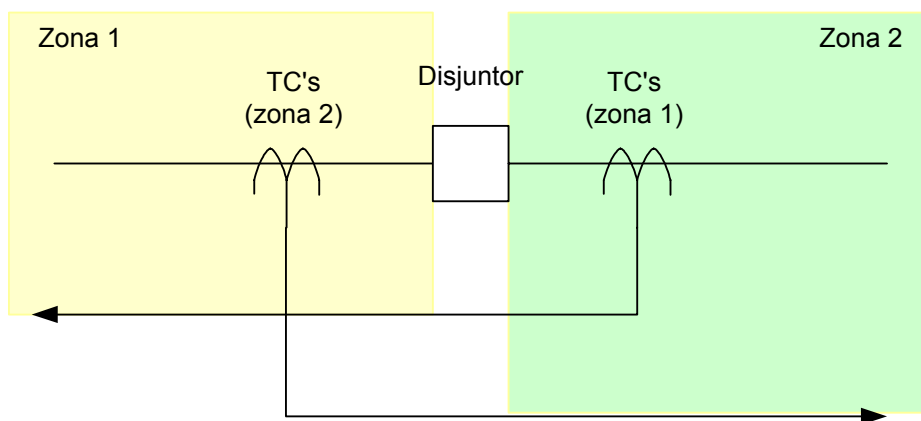 Zona 1
Zona 2
Disjuntor
TC's
(zona 2)
TC's
(zona 1)